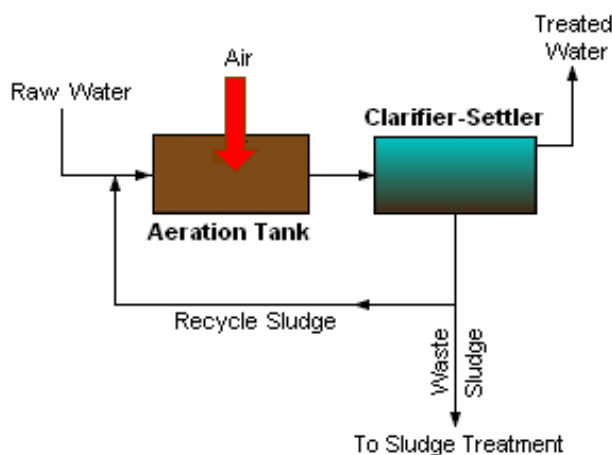 Treated
Water
Air
Raw Water
Clarifier-Settler
Aeration Tank
Recycle Sludge
Waste
Sludge
To Sludge Treatment